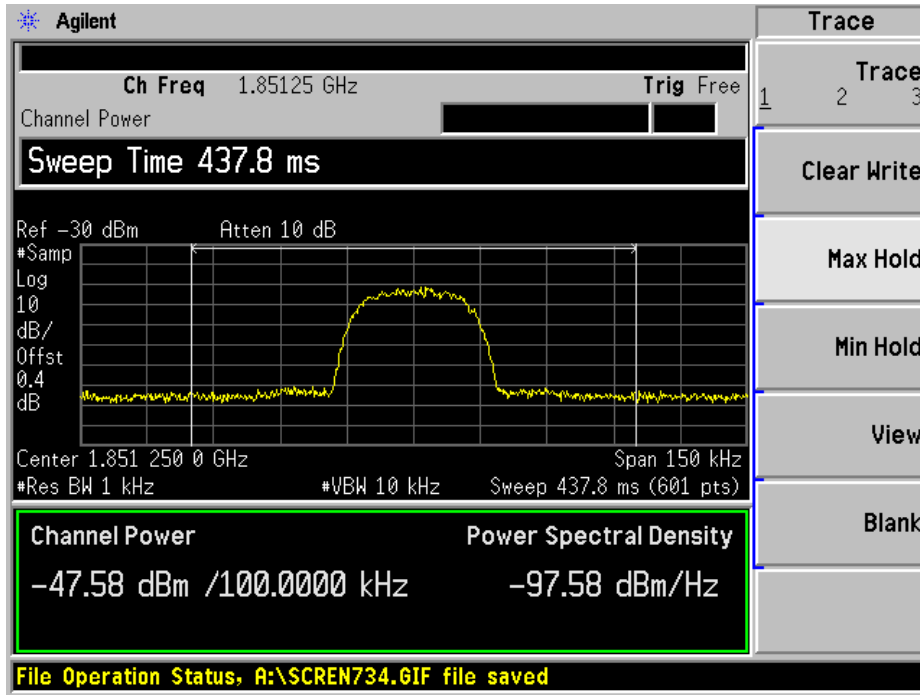 Agilent
Trace
Ch Freq 1.85125 GHz Trig Free
Channel Power
Sweep Time 437.8 ms
Ref -30 dBm Atten 10 dB
#Samp
Log
10
dB/
Offst
0.4
dB
Center 1.851 250 0 GHz Span 150 kHz
#Res BW 1 kHz #VBW 10 kHz Sweep 437.8 ms (601 pts)
Channel Power Power Spectral Density
-47.58 dBm /100.0000 kHz -97.58 dBm/Hz
File Operation Status, A:\SCREN734.GIF file saved
Trace
1 2 3
Clear Write
Max Hold
Min Hold
View
Blank